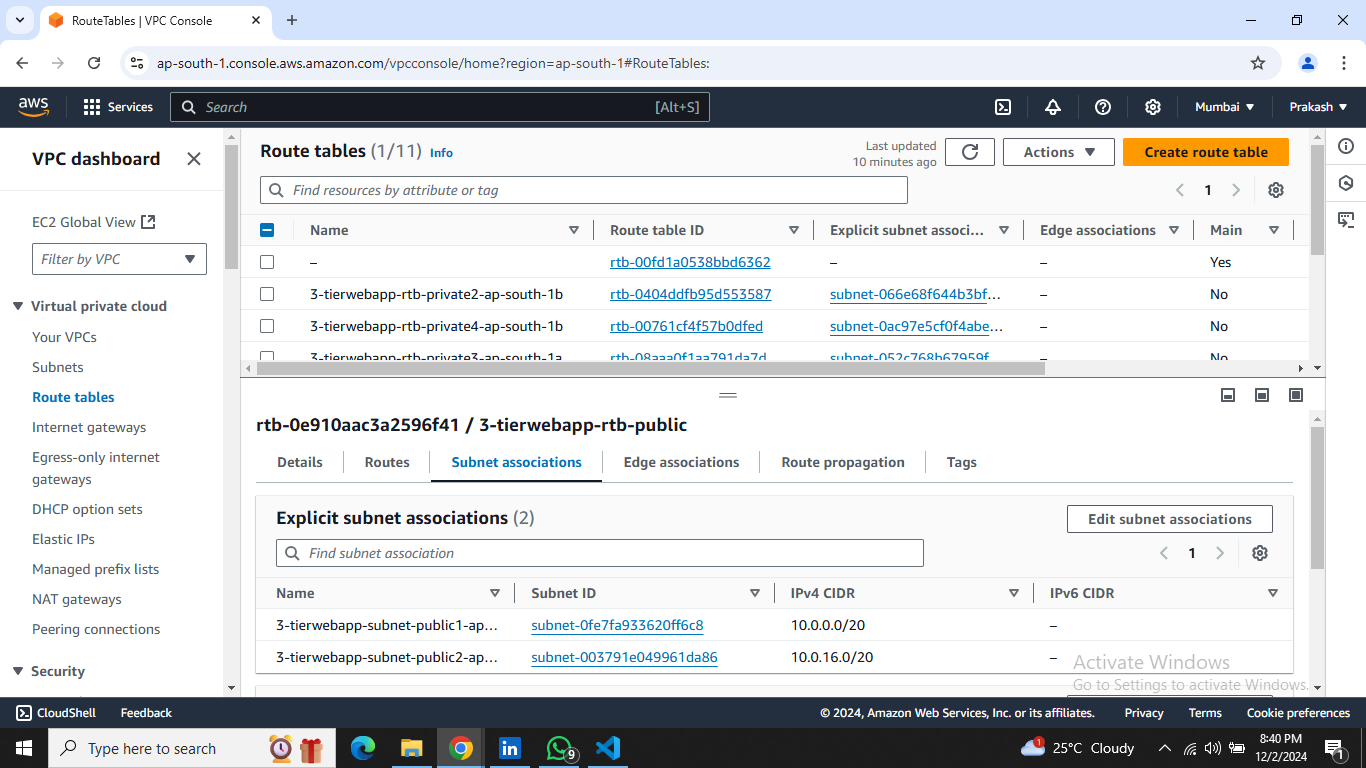 RouteTables | VPC Console
ap-south-1.console.aws.amazon.com/vpcconsole/home?region=ap-south-1#RouteTables:
aws Services Search [Alt+S] Mumbai Prakash
VPC dashboard
EC2 Global View
Filter by VPC
Virtual private cloud
Your VPCs
Subnets
Route tables
Internet gateways
Egress-only internet
gateways
DHCP option sets
Elastic IPs
Managed prefix lists
NAT gateways
Peering connections
Security
Route tables (1/11) Info
Last updated
10 minutes ago
Actions
Create route table
Find resources by attribute or tag
1
Name Route table ID Explicit subnet associ... Edge associations Main
– rtb-00fd1a0538bbd6362 – – Yes
3-tierwebapp-rtb-private2-ap-south-1b rtb-0404ddfb95d553587 subnet-066e68f644b3bf... – No
3-tierwebapp-rtb-private4-ap-south-1b rtb-00761cf4f57b0dfed subnet-0ac97e5cf0f4abe... – No
3-tierwebapp-rtb-private3-ap-south-1a rtb-08aaa0f1aa791da7d subnet-052c768b67959f – No
rtb-0e910aac3a2596f41 / 3-tierwebapp-rtb-public
Details Routes Subnet associations Edge associations Route propagation Tags
Explicit subnet associations (2)
Edit subnet associations
Find subnet association
1
Name Subnet ID IPv4 CIDR IPv6 CIDR
3-tierwebapp-subnet-public1-ap... subnet-0fe7fa933620ff6c8 10.0.0.0/20 –
3-tierwebapp-subnet-public2-ap... subnet-003791e049961da86 10.0.16.0/20 –
Activate Windows
Go to Settings to activate Windows.
CloudShell Feedback © 2024, Amazon Web Services, Inc. or its affiliates. Privacy Terms Cookie preferences
Type here to search
9
1
25°C Cloudy
8:40 PM
12/2/2024
1